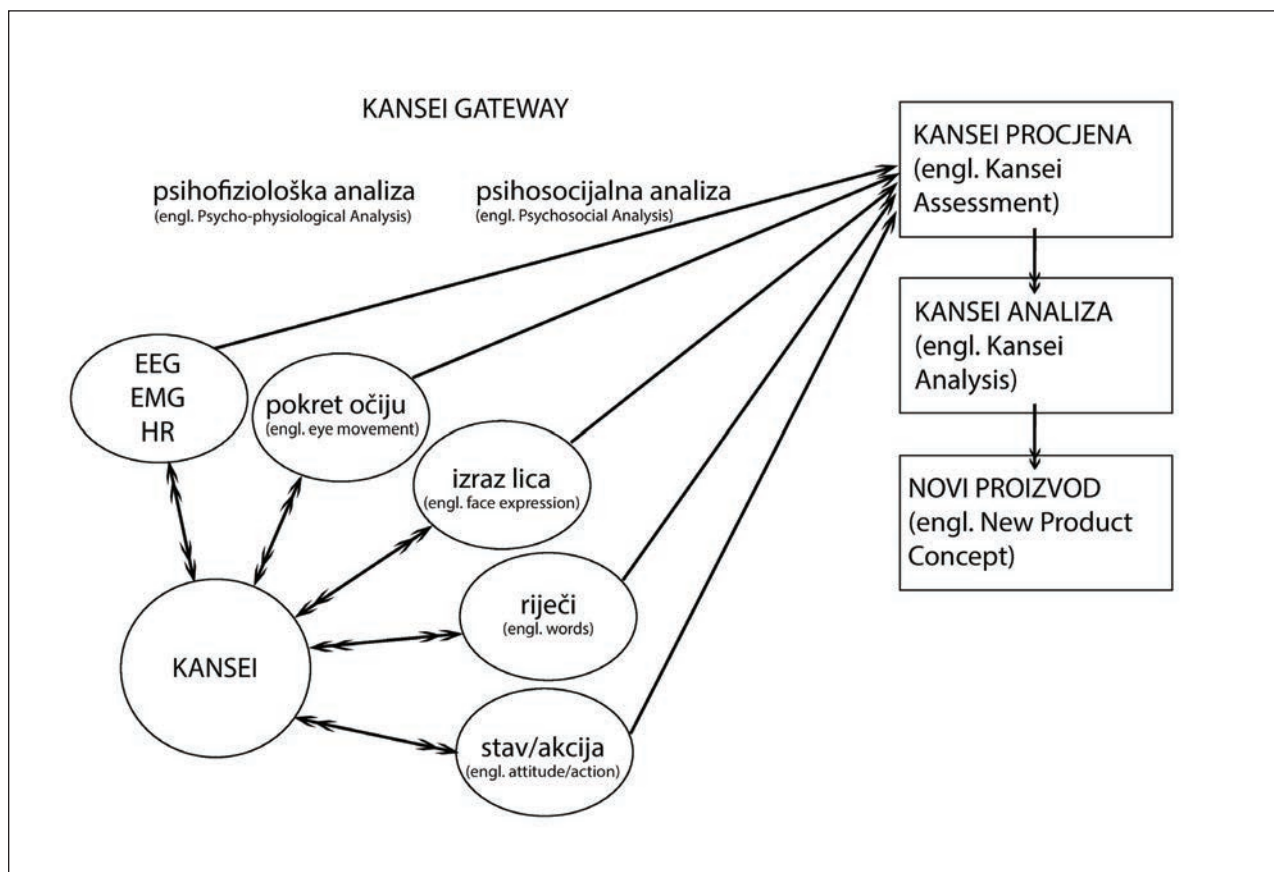 KANSEI GATEWAY
psihofiziološka analiza
(engl. Psycho-physiological Analysis)
psihosocijalna analiza
(engl. Psychosocial Analysis)
KANSEI PROCJENA
(engl. Kansei
Assessment)
KANSEI ANALIZA
(engl. Kansei
Analysis)
NOVI PROIZVOD
(engl. New Product
Concept)
EEG
EMG
HR
pokret očiju
(engl. eye movement)
izraz lica
(engl. face expression)
riječi
(engl. words)
KANSEI
stav/akcija
(engl. attitude/action)